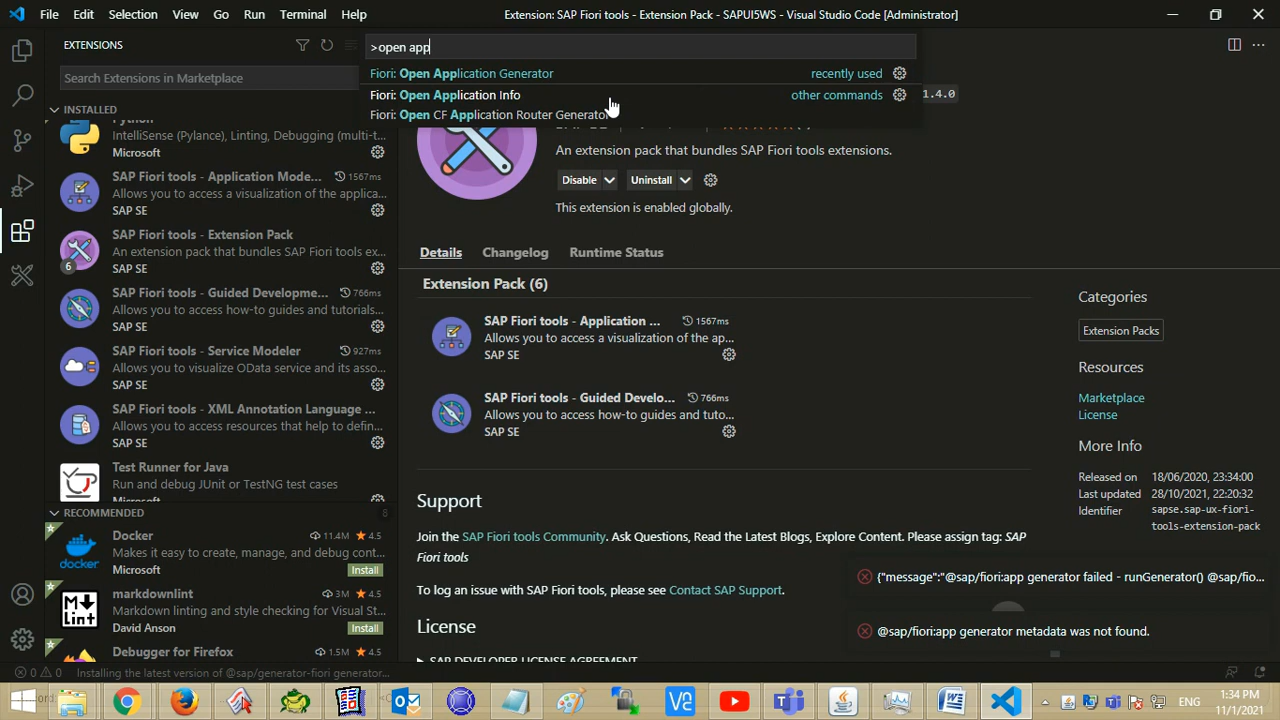 File Edit Selection View Go Run Terminal Help
Extension: SAP Fiori tools - Extension Pack - SAPUI5WS - Visual Studio Code [Administrator]
EXTENSIONS
Search Extensions in Marketplace
>open app
Fiori: Open Application Generator recently used
Fiori: Open Application Info other commands
Fiori: Open CF Application Router Generator
1.4.0
INSTALLED
IntelliSense (Pylance), Linting, Debugging (multi-t...
Microsoft
SAP Fiori tools - Application Mode... 1567ms
Allows you to access a visualization of the applica...
SAP SE
SAP Fiori tools - Extension Pack
An extension pack that bundles SAP Fiori tools ex...
SAP SE
6
SAP Fiori tools - Guided Developme... 766ms
Allows you to access how-to guides and tutorials...
SAP SE
SAP Fiori tools - Service Modeler 927ms
Allows you to visualize OData service and its asso...
SAP SE
SAP Fiori tools - XML Annotation Language ...
Allows you to access resources that help to defin...
SAP SE
Test Runner for Java
Run and debug JUnit or TestNG test cases
Microsoft
RECOMMENDED 8
Docker 11.4M 4.5
Makes it easy to create, manage, and debug cont...
Microsoft Install
markdownlint 3M 4.5
Markdown linting and style checking for Visual St...
David Anson Install
Debugger for Firefox 1.5M 4.5
An extension pack that bundles SAP Fiori tools extensions.
Disable Uninstall
This extension is enabled globally.
Details Changelog Runtime Status
Extension Pack (6)
SAP Fiori tools - Application ... 1567ms
Allows you to access a visualization of the ap...
SAP SE
SAP Fiori tools - Guided Develo... 766ms
Allows you to access how-to guides and tuto...
SAP SE
Support
Join the SAP Fiori tools Community. Ask Questions, Read the Latest Blogs, Explore Content. Please assign tag: SAP
Fiori tools
To log an issue with SAP Fiori tools, please see Contact SAP Support.
License
SAP DEVELOPER LICENSE AGREEMENT
Categories
Extension Packs
Resources
Marketplace
License
More Info
Released on 18/06/2020, 23:34:00
Last updated 28/10/2021, 22:20:32
Identifier sapse.sap-ux-fiori-
tools-extension-pack
{"message":"@sap/fiori:app generator failed - runGenerator() @sap/fio...
@sap/fiori:app generator metadata was not found.
0 0 Installing the latest version of @sap/generator-fiori generator...
ENG
1:34 PM
11/1/2021